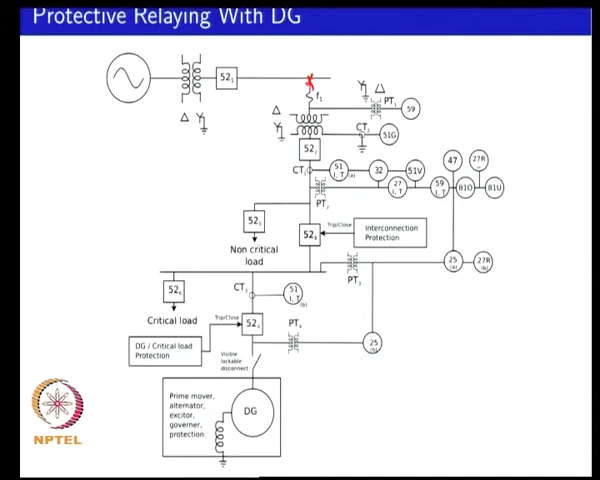 Protective Relaying With DG
52₁
f₁
Δ
Y
Y
Δ
PT₁
59
Δ
Y
CT₂
51G
52₂
CT₁
51
I, T
(a)
32
51V
47
27R
27
I, T
59
I, T
81O
81U
PT₂
52₃
Non critical
load
52₄
Trip/Close
Interconnection
Protection
PT₃
25
(a)
27R
(b)
Critical load
CT₃
51
I, T
(b)
Trip/Close
DG / Critical load
Protection
PT₄
25
(b)
Visible
lockable
disconnect
Prime mover,
alternator,
excitor,
governer,
protection.
DG
NPTEL